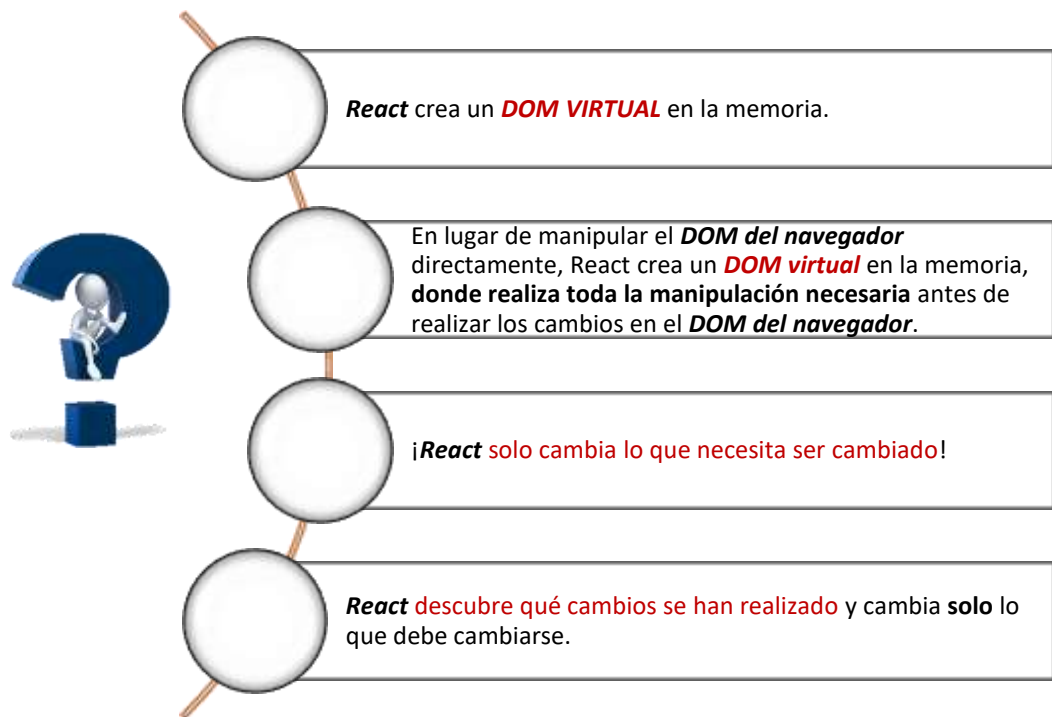 React crea un DOM VIRTUAL en la memoria.
En lugar de manipular el DOM del navegador
directamente, React crea un DOM virtual en la memoria,
donde realiza toda la manipulación necesaria antes de
realizar los cambios en el DOM del navegador.
¡React solo cambia lo que necesita ser cambiado!
React descubre qué cambios se han realizado y cambia solo lo
que debe cambiarse.